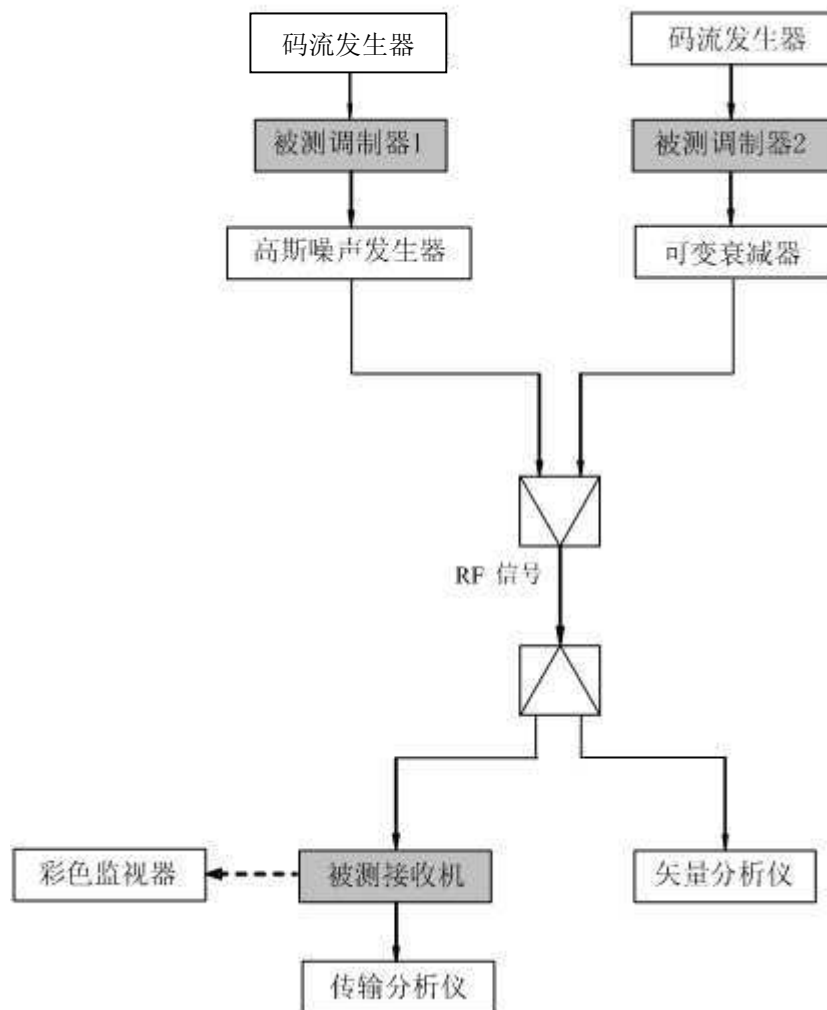 码流发生器
码流发生器
被测调制器1
被测调制器2
高斯噪声发生器
可变衰减器
RF 信号
彩色监视器
被测接收机
矢量分析仪
传输分析仪